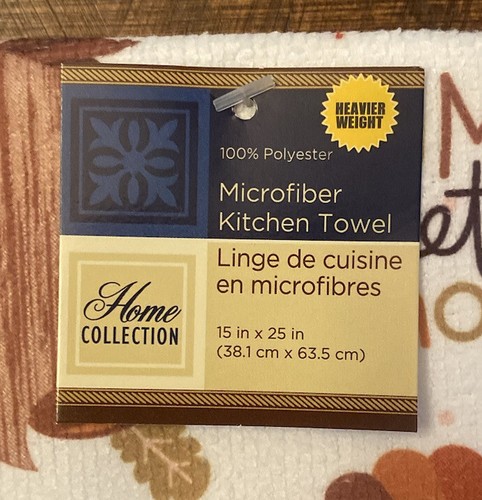 HEAVIER
WEIGHT
100% Polyester
Microfiber
Kitchen Towel
Linge de cuisine
en microfibres
Home
COLLECTION
15 in x 25 in
(38.1 cm x 63.5 cm)